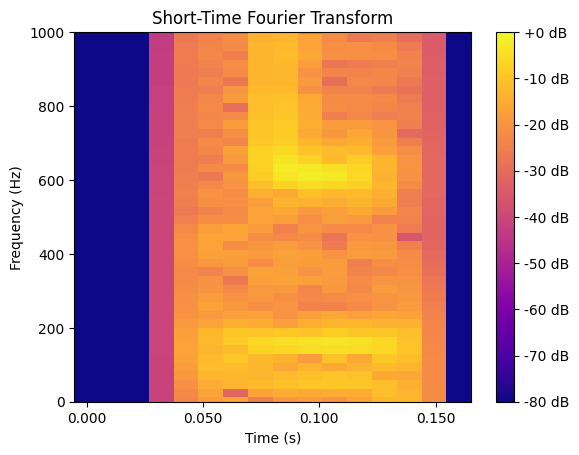 Short-Time Fourier Transform
1000
800
600
400
200
0
Frequency (Hz)
0.000
0.050
0.100
0.150
Time (s)
+0 dB
-10 dB
-20 dB
-30 dB
-40 dB
-50 dB
-60 dB
-70 dB
-80 dB